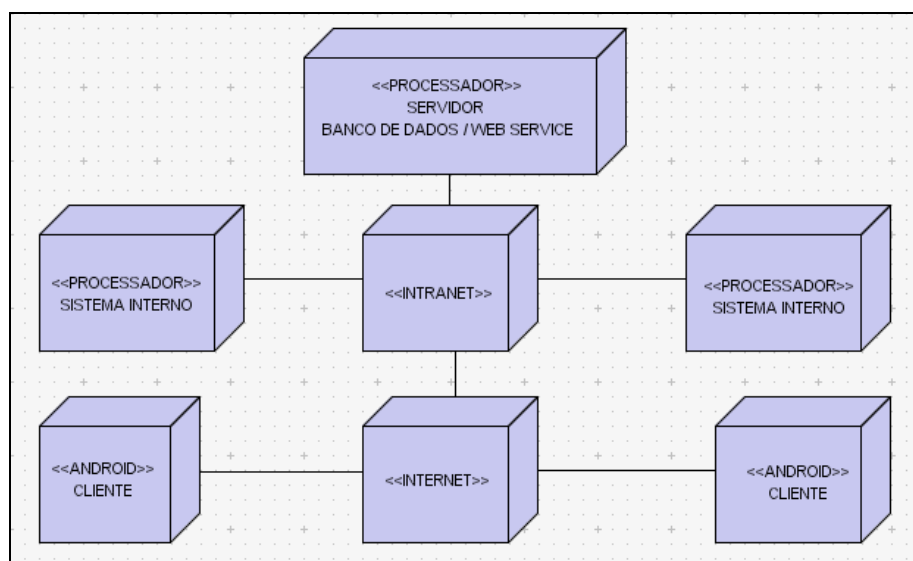 <<PROCESSADOR>>
SERVIDOR
BANCO DE DADOS / WEB SERVICE
<<PROCESSADOR>>
SISTEMA INTERNO
<<INTRANET>>
<<PROCESSADOR>>
SISTEMA INTERNO
<<ANDROID>>
CLIENTE
<<INTERNET>>
<<ANDROID>>
CLIENTE